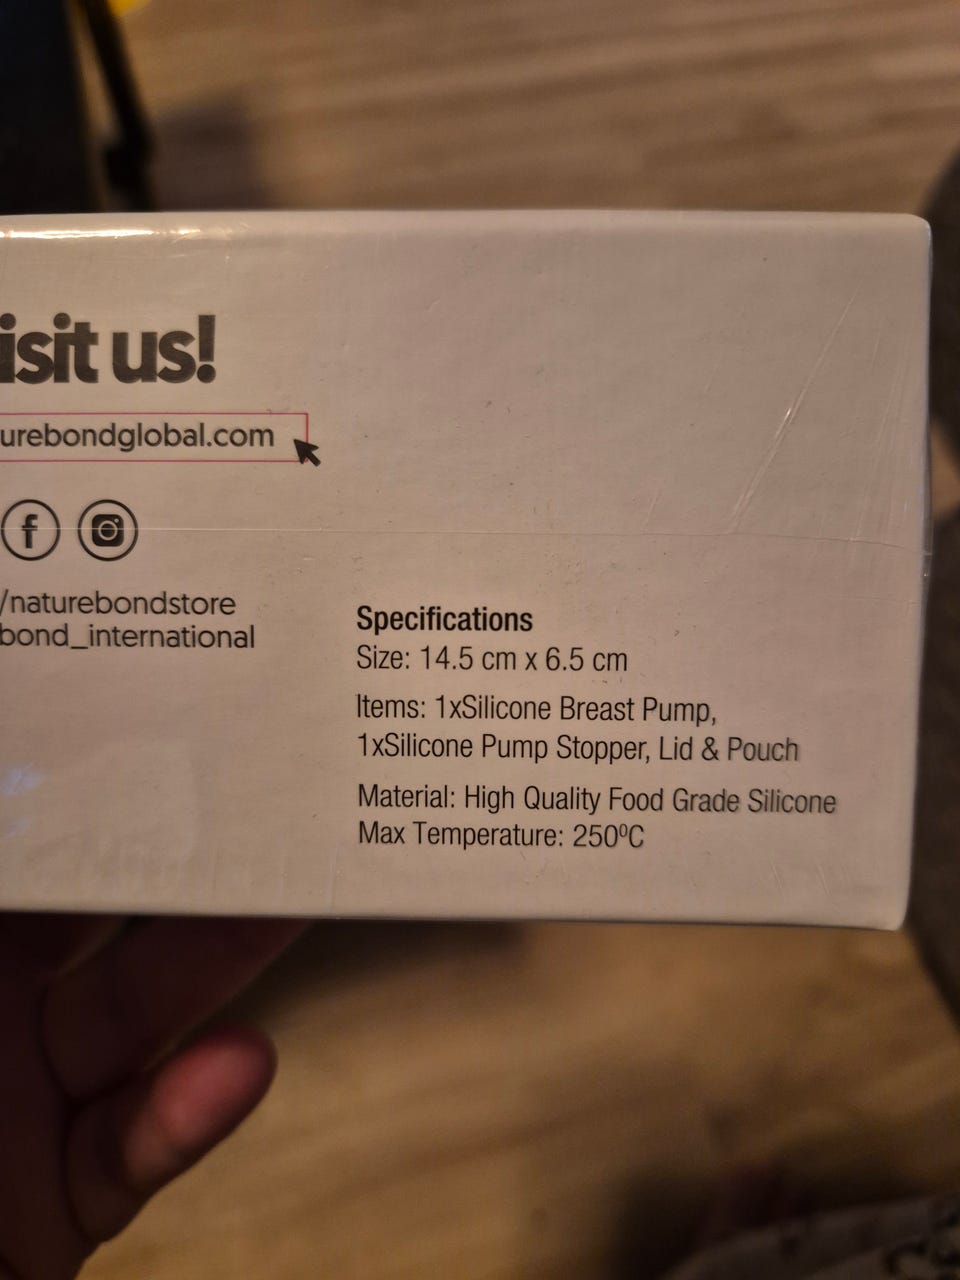 isit us!
urebondglobal.com
/naturebondstore
bond_international
Specifications
Size: 14.5 cm x 6.5 cm
Items: 1xSilicone Breast Pump,
1xSilicone Pump Stopper, Lid & Pouch
Material: High Quality Food Grade Silicone
Max Temperature: 250⁰C